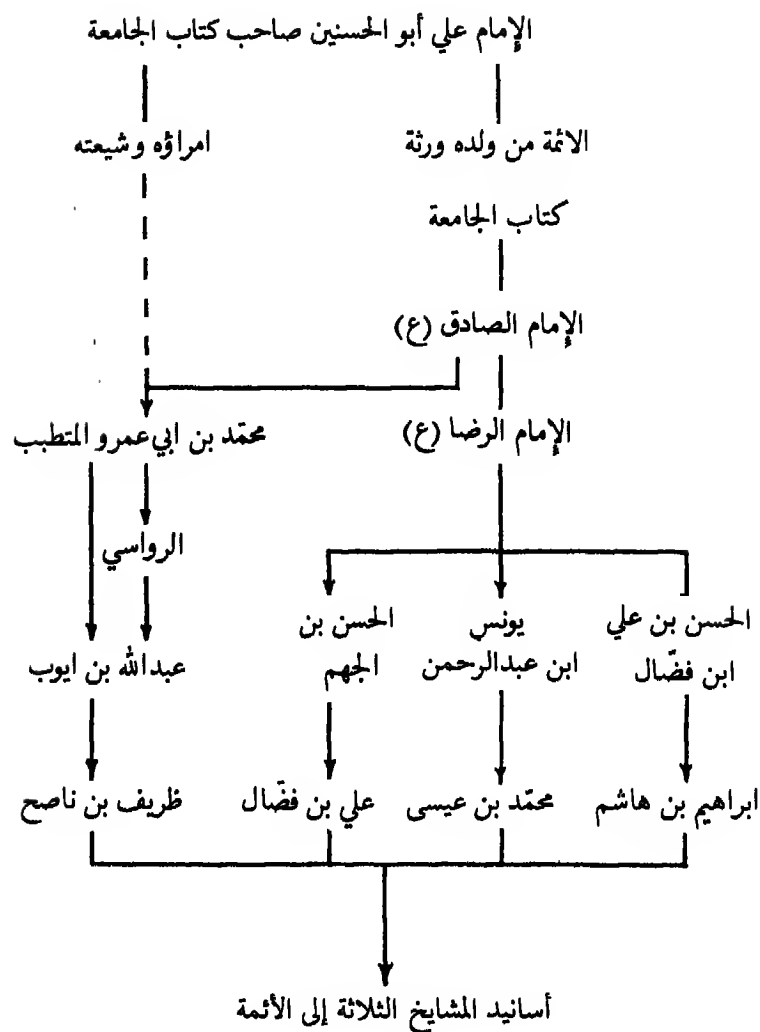 الإمام علي أبو الحسنين صاحب كتاب الجامعة
الائمة من ولده ورثة
امراؤه وشيعته
كتاب الجامعة
الإمام الصادق (ع)
الإمام الرضا (ع)
محمّد بن ابي عمرو المتطبب
الرواسي
الحسن بن علي
ابن فضّال
يونس
ابن عبدالرحمن
الحسن بن
الجهم
عبدالله بن ايوب
ابراهيم بن هاشم
محمّد بن عيسى
علي بن فضّال
ظريف بن ناصح
أسانيد المشايخ الثلاثة إلى الأئمة